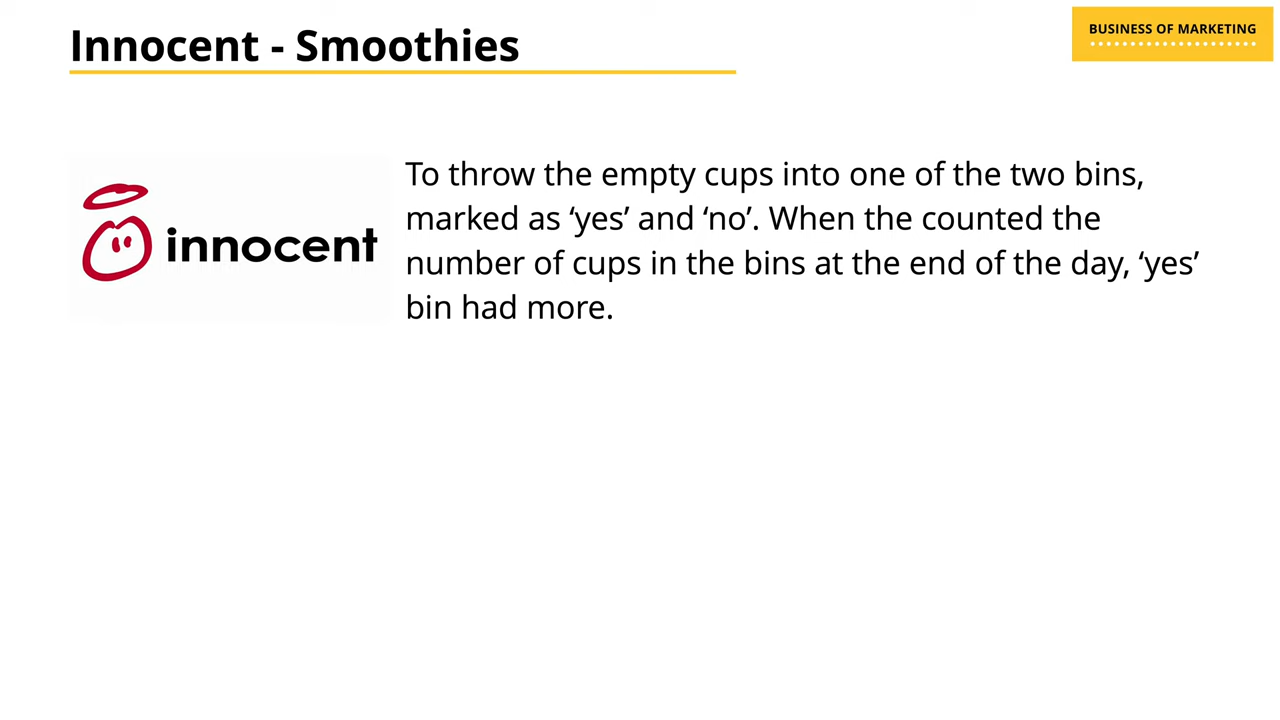 Innocent - Smoothies
BUSINESS OF MARKETING
innocent
To throw the empty cups into one of the two bins,
marked as ‘yes’ and ‘no’. When the counted the
number of cups in the bins at the end of the day, ‘yes’
bin had more.